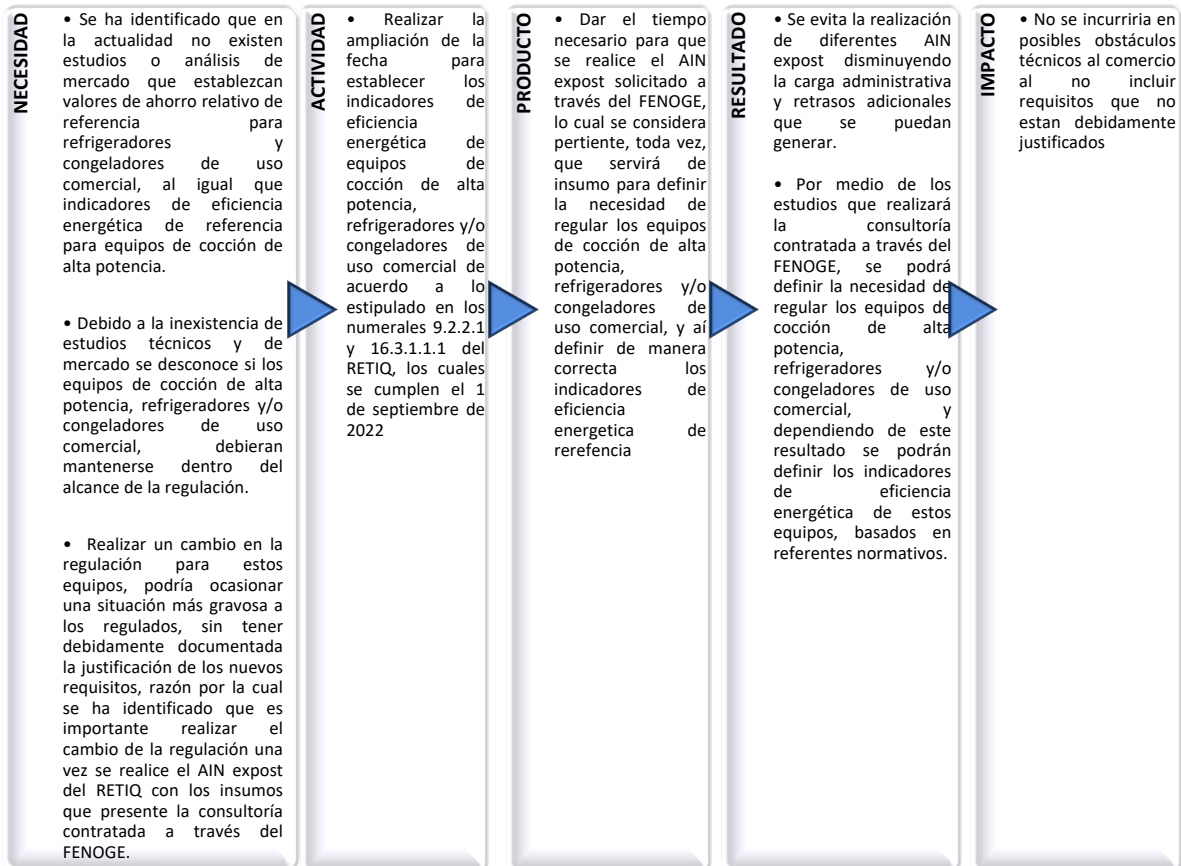 NECESIDAD
• Se ha identificado que en
la actualidad no existen
estudios o análisis de
mercado que establezcan
valores de ahorro relativo de
referencia para
refrigeradores y
congeladores de uso
comercial, al igual que
indicadores de eficiencia
energética de referencia
para equipos de cocción de
alta potencia.
• Debido a la inexistencia de
estudios técnicos y de
mercado se desconoce si los
equipos de cocción de alta
potencia, refrigeradores y/o
congeladores de uso
comercial, debieran
mantenerse dentro del
alcance de la regulación.
• Realizar un cambio en la
regulación para estos
equipos, podría ocasionar
una situación más gravosa a
los regulados, sin tener
debidamente documentada
la justificación de los nuevos
requisitos, razón por la cual
se ha identificado que es
importante realizar el
cambio de la regulación una
vez se realice el AIN expost
del RETIQ con los insumos
que presente la consultoría
contratada a través del
FENOGE.
ACTIVIDAD
• Realizar la
ampliación de la
fecha para
establecer los
indicadores de
eficiencia
energética de
equipos de
cocción de alta
potencia,
refrigeradores y/o
congeladores de
uso comercial de
acuerdo a lo
estipulado en los
numerales 9.2.2.1
y 16.3.1.1.1 del
RETIQ, los cuales
se cumplen el 1
de septiembre de
2022
PRODUCTO
• Dar el tiempo
necesario para que
se realice el AIN
expost solicitado a
través del FENOGE,
lo cual se considera
pertinente, toda vez,
que servirá de
insumo para definir
la necesidad de
regular los equipos
de cocción de alta
potencia,
refrigeradores y/o
congeladores de
uso comercial, y aí
definir de manera
correcta los
indicadores de
eficiencia
energetica de
rerefencia
RESULTADO
• Se evita la realización
de diferentes AIN
expost disminuyendo
la carga administrativa
y retrasos adicionales
que se puedan
generar.
• Por medio de los
estudios que realizará
la consultoría
contratada a través del
FENOGE, se podrá
definir la necesidad de
regular los equipos de
cocción de alta
potencia,
refrigeradores y/o
congeladores de uso
comercial, y
dependiendo de este
resultado se podrán
definir los indicadores
de eficiencia
energética de estos
equipos, basados en
referentes normativos.
IMPACTO
• No se incurriria en
posibles obstáculos
técnicos al comercio
al no incluir
requisitos que no
estan debidamente
justificados